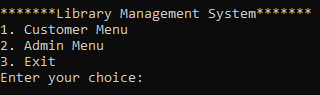 *******Library Management System*******
1. Customer Menu
2. Admin Menu
3. Exit
Enter your choice: